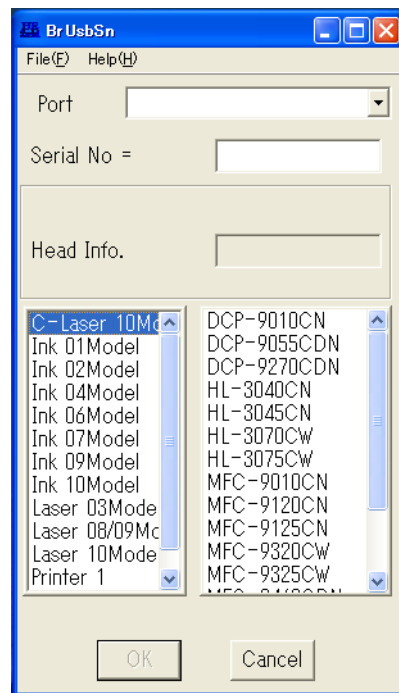 BrUsbSn
File(F) Help(H)
Port
Serial No =
Head Info.
C-Laser 10Mo
Ink 01Model
Ink 02Model
Ink 04Model
Ink 06Model
Ink 07Model
Ink 09Model
Ink 10Model
Laser 03Mode
Laser 08/09Mo
Laser 10Mode
Printer 1
DCP-9010CN
DCP-9055CDN
DCP-9270CDN
HL-3040CN
HL-3045CN
HL-3070CW
HL-3075CW
MFC-9010CN
MFC-9120CN
MFC-9125CN
MFC-9320CW
MFC-9325CW
OK Cancel